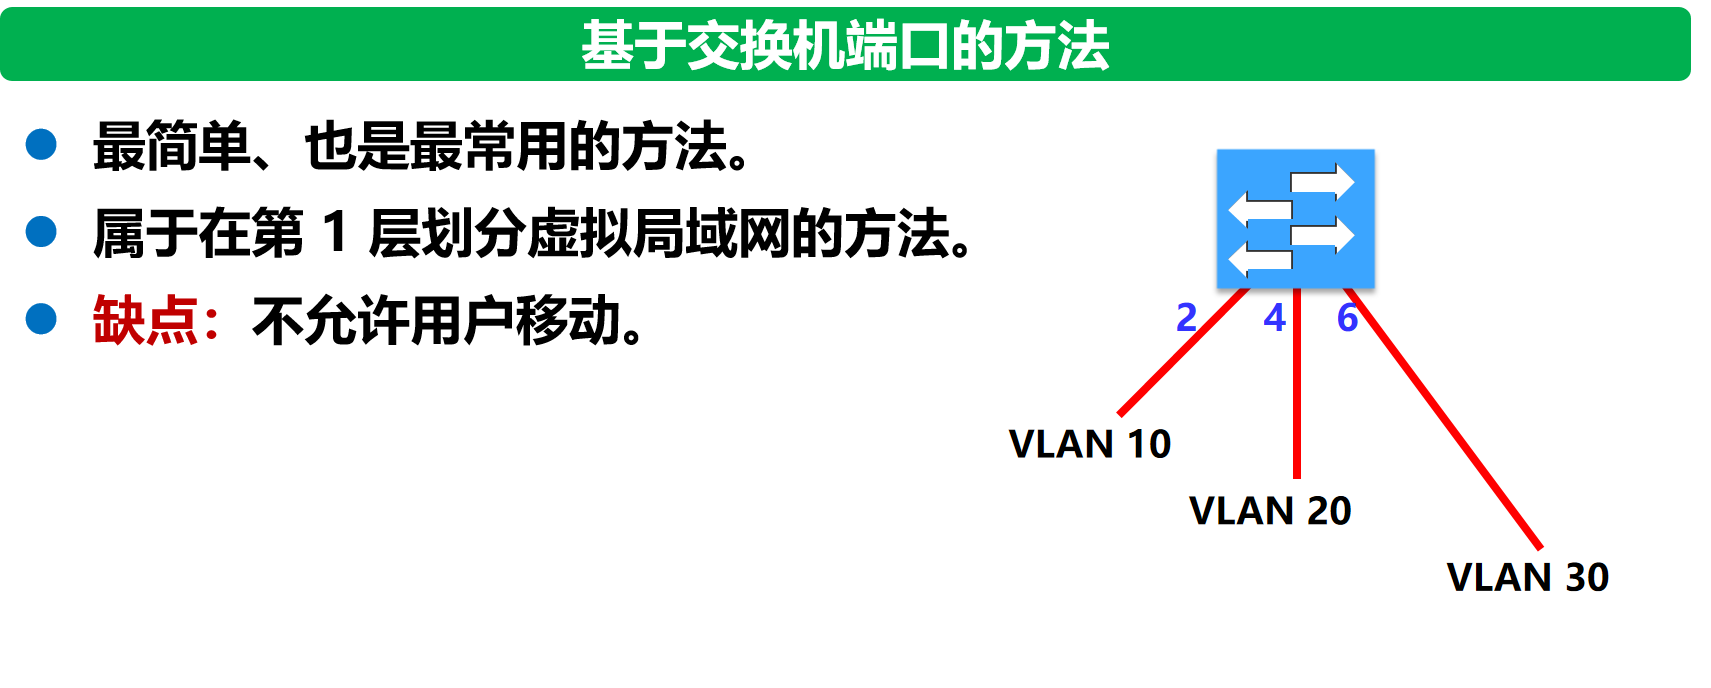 基于交换机端口的方法
最简单、也是最常用的方法。
属于在第 1 层划分虚拟局域网的方法。
缺点：不允许用户移动。
2 4 6
VLAN 10
VLAN 20
VLAN 30